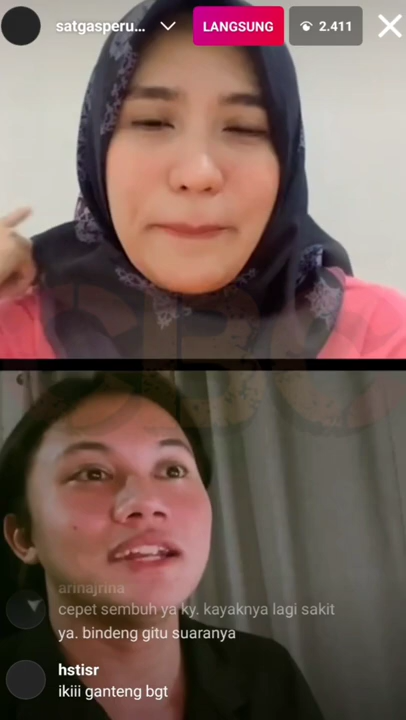 satgasperu...
LANGSUNG
2.411
CBC
arinajrina
cepet sembuh ya ky. kayaknya lagi sakit
ya. bindeng gitu suaranya
hstisr
ikiii ganteng bgt